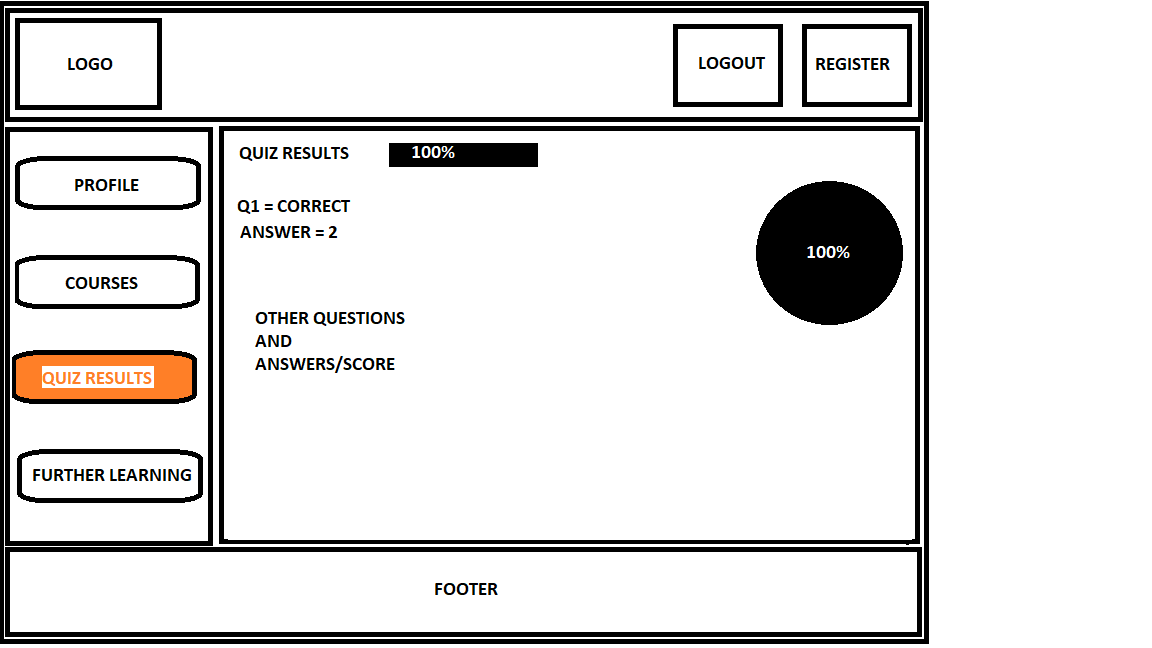 LOGO
LOGOUT
REGISTER
PROFILE
COURSES
QUIZ RESULTS
FURTHER LEARNING
QUIZ RESULTS 100%
Q1 = CORRECT
ANSWER = 2
100%
OTHER QUESTIONS
AND
ANSWERS/SCORE
FOOTER